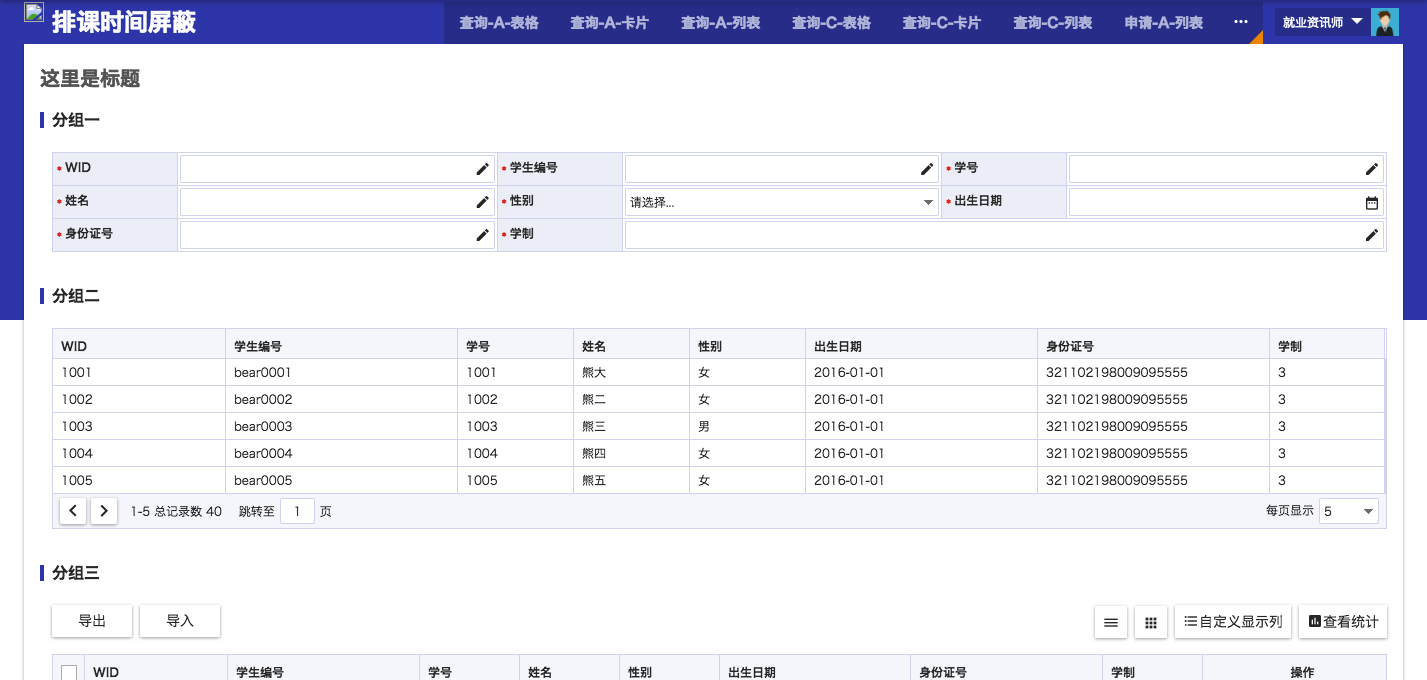 排课时间屏蔽 查询-A-表格 查询-A-卡片 查询-A-列表 查询-C-表格 查询-C-卡片 查询-C-列表 申请-A-列表 ••• 就业资讯师
这里是标题
分组一
* WID * 学生编号 * 学号
* 姓名 * 性别 请选择... * 出生日期
* 身份证号 * 学制
分组二
WID 学生编号 学号 姓名 性别 出生日期 身份证号 学制
1001 bear0001 1001 熊大 女 2016-01-01 321102198009095555 3
1002 bear0002 1002 熊二 女 2016-01-01 321102198009095555 3
1003 bear0003 1003 熊三 男 2016-01-01 321102198009095555 3
1004 bear0004 1004 熊四 女 2016-01-01 321102198009095555 3
1005 bear0005 1005 熊五 女 2016-01-01 321102198009095555 3
1-5 总记录数 40 跳转至 1 页 每页显示 5
分组三
导出 导入 自定义显示列 查看统计
WID 学生编号 学号 姓名 性别 出生日期 身份证号 学制 操作